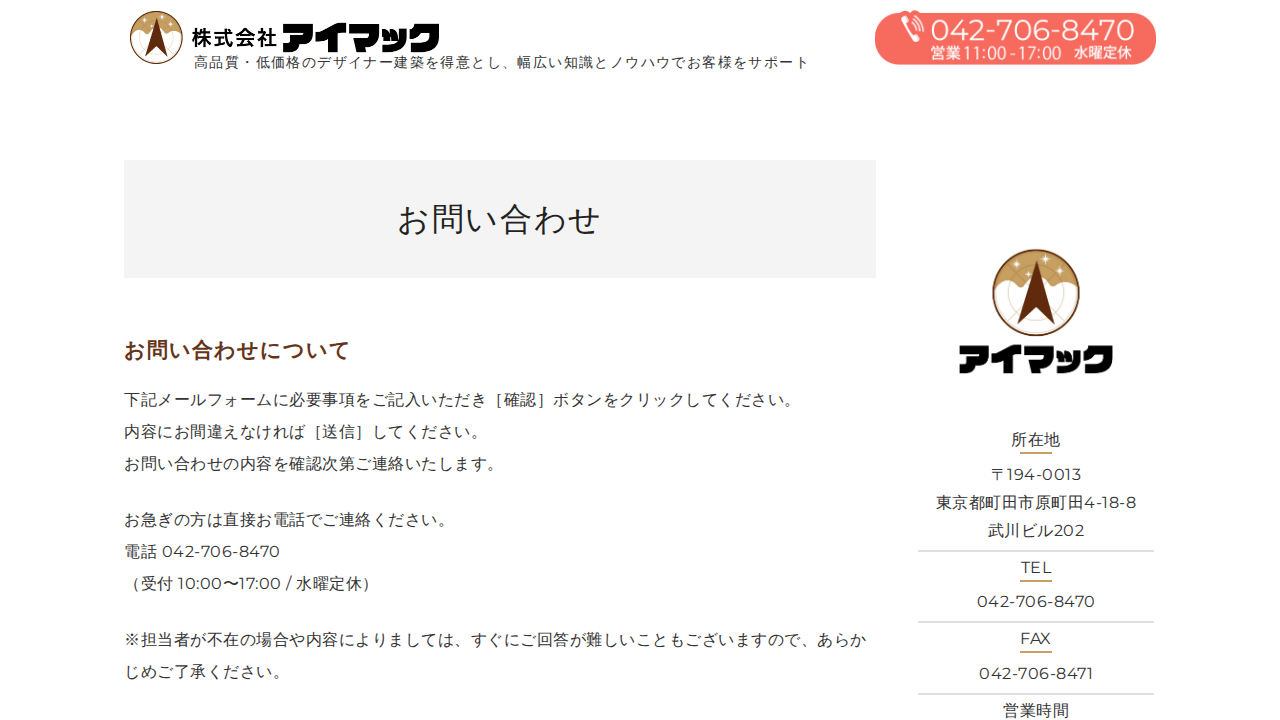 株式会社 アイマック
高品質・低価格のデザイナー建築を得意とし、幅広い知識とノウハウでお客様をサポート
042-706-8470
営業 11:00-17:00 水曜定休
お問い合わせ
お問い合わせについて
下記メールフォームに必要事項をご記入いただき［確認］ボタンをクリックしてください。
内容にお間違えなければ［送信］してください。
お問い合わせの内容を確認次第ご連絡いたします。
お急ぎの方は直接お電話でご連絡ください。
電話 042-706-8470
（受付 10:00〜17:00 / 水曜定休）
※担当者が不在の場合や内容によりましては、すぐにご回答が難しいこともございますので、あらか
じめご了承ください。
アイマック
所在地
〒194-0013
東京都町田市原町田4-18-8
武川ビル202
TEL
042-706-8470
FAX
042-706-8471
営業時間